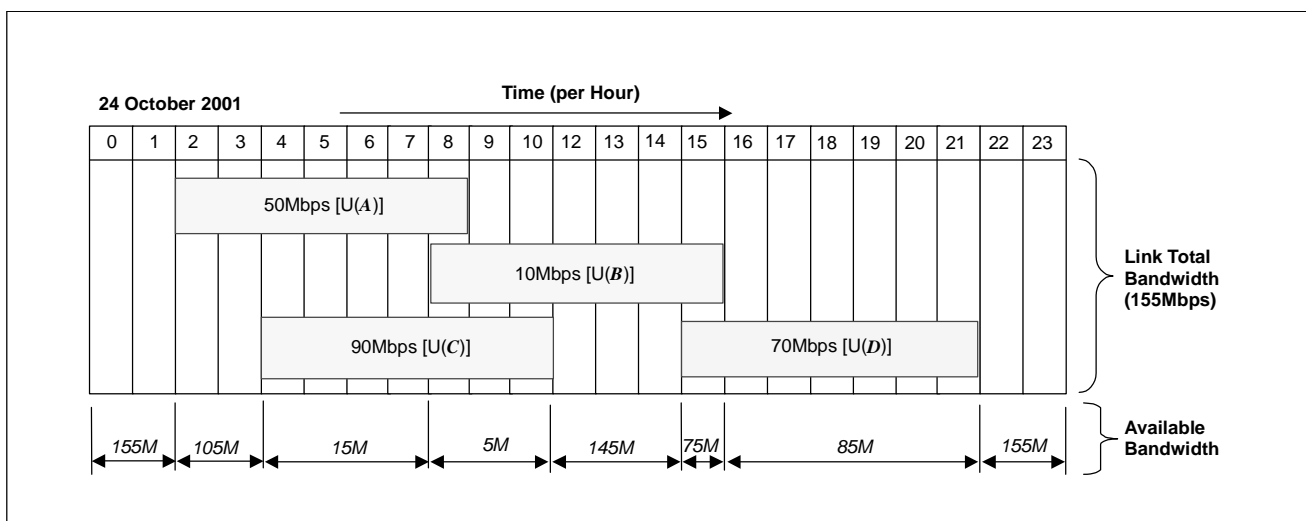 Time (per Hour)
24 October 2001
0 1 2 3 4 5 6 7 8 9 10 12 13 14 15 16 17 18 19 20 21 22 23
50Mbps [U(A)]
10Mbps [U(B)]
90Mbps [U(C)]
70Mbps [U(D)]
Link Total
Bandwidth
(155Mbps)
155M 105M 15M 5M 145M 75M 85M 155M
Available
Bandwidth